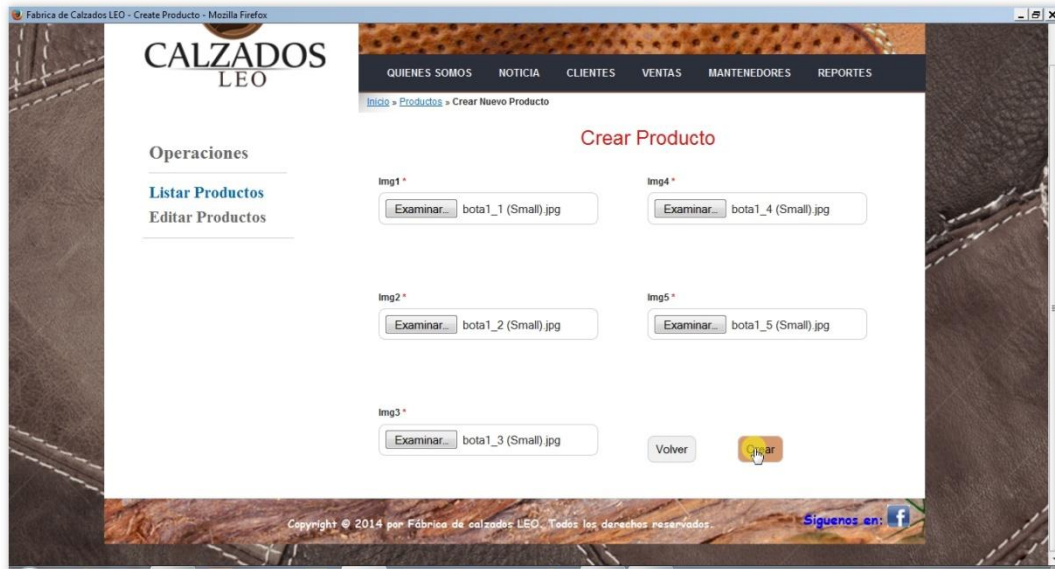 Fabrica de Calzados LEO - Create Producto - Mozilla Firefox
CALZADOS
LEO
QUIENES SOMOS NOTICIA CLIENTES VENTAS MANTENEDORES REPORTES
Inicio » Productos » Crear Nuevo Producto
Operaciones
Listar Productos
Editar Productos
Crear Producto
Img1 *
Examinar... bota1_1 (Small).jpg
Img4 *
Examinar... bota1_4 (Small).jpg
Img2 *
Examinar... bota1_2 (Small).jpg
Img5 *
Examinar... bota1_5 (Small).jpg
Img3 *
Examinar... bota1_3 (Small).jpg
Volver
Crear
Copyright © 2014 por Fábrica de calzados LEO. Todos los derechos reservados.
Siguenos en: f